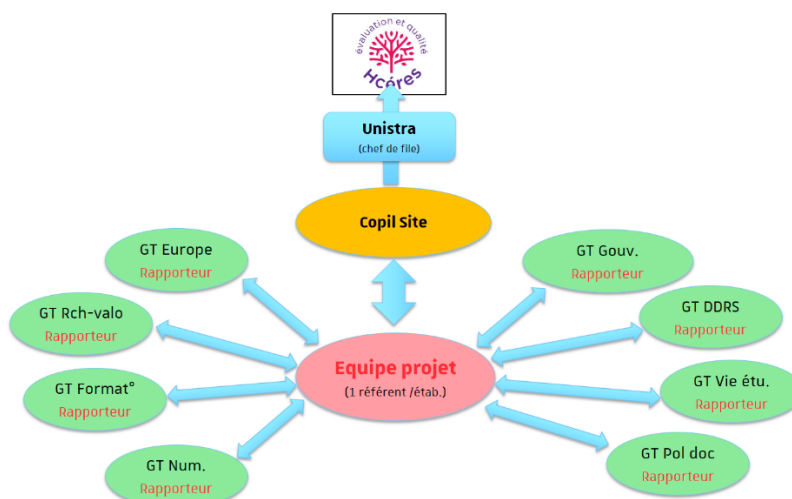 évaluation et qualité
Hcéres
Unistra
(chef de file)
Copil Site
GT Europe
Rapporteur
GT Gouv.
Rapporteur
GT Rch-valo
Rapporteur
GT DDRS
Rapporteur
Equipe projet
(1 référent /étab.)
GT Format°
Rapporteur
GT Vie étu.
Rapporteur
GT Num.
Rapporteur
GT Pol doc
Rapporteur